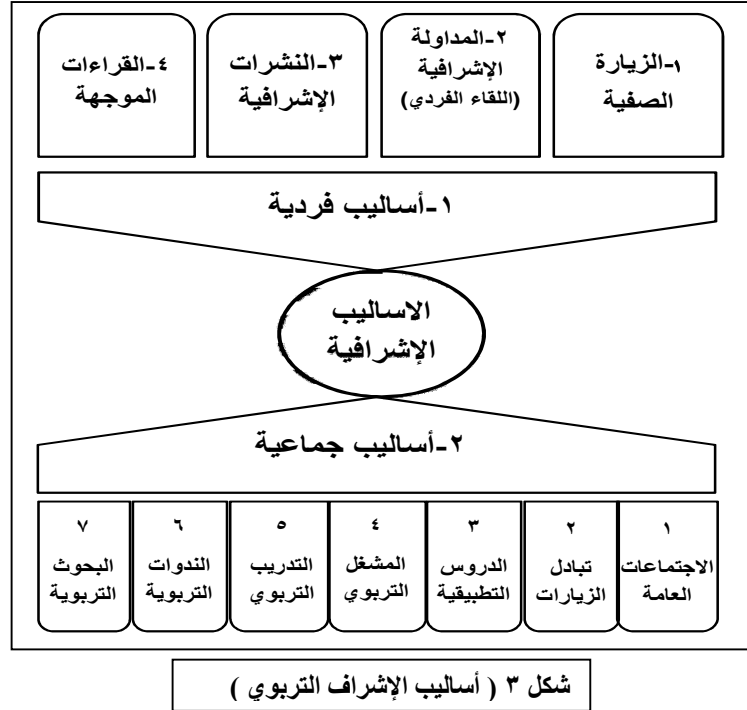 ١-الزيارة
الصفية
٢-المداولة
الإشرافية
(اللقاء الفردي)
٣-النشرات
الإشرافية
٤-القراءات
الموجهة
١-أساليب فردية
الاساليب
الإشرافية
٢-أساليب جماعية
١
الاجتماعات
العامة
٢
تبادل
الزيارات
٣
الدروس
التطبيقية
٤
المشغل
التربوي
٥
التدريب
التربوي
٦
الندوات
التربوية
٧
البحوث
التربوية
شكل ٣ ( أساليب الإشراف التربوي )